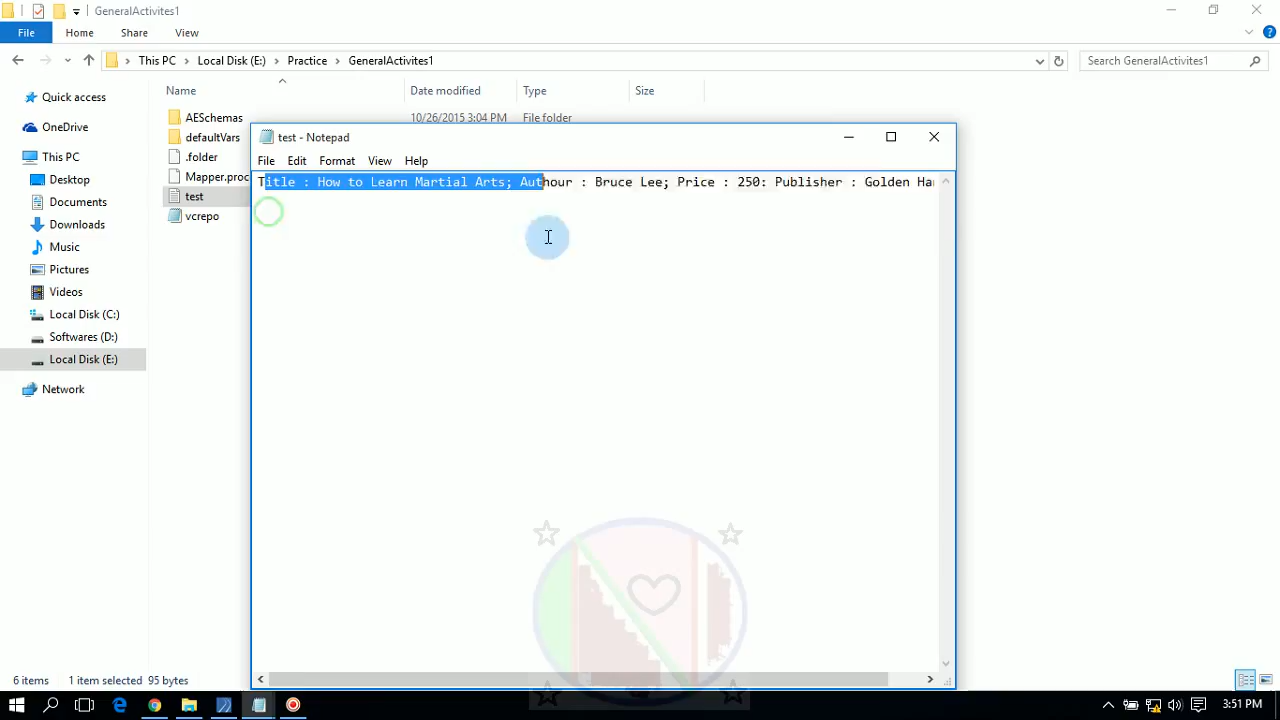 GeneralActivites1
File Home Share View
This PC Local Disk (E:) Practice GeneralActivites1
Search GeneralActivites1
Name Date modified Type Size
Quick access
OneDrive
This PC
Desktop
Documents
Downloads
Music
Pictures
Videos
Local Disk (C:)
Softwares (D:)
Local Disk (E:)
Network
AESchemas 10/26/2015 3:04 PM File folder
defaultVars
.folder
Mapper.proc
test
vcrepo
test - Notepad
File Edit Format View Help
Title : How to Learn Martial Arts; Authour : Bruce Lee; Price : 250: Publisher : Golden
6 items 1 item selected 95 bytes
3:51 PM